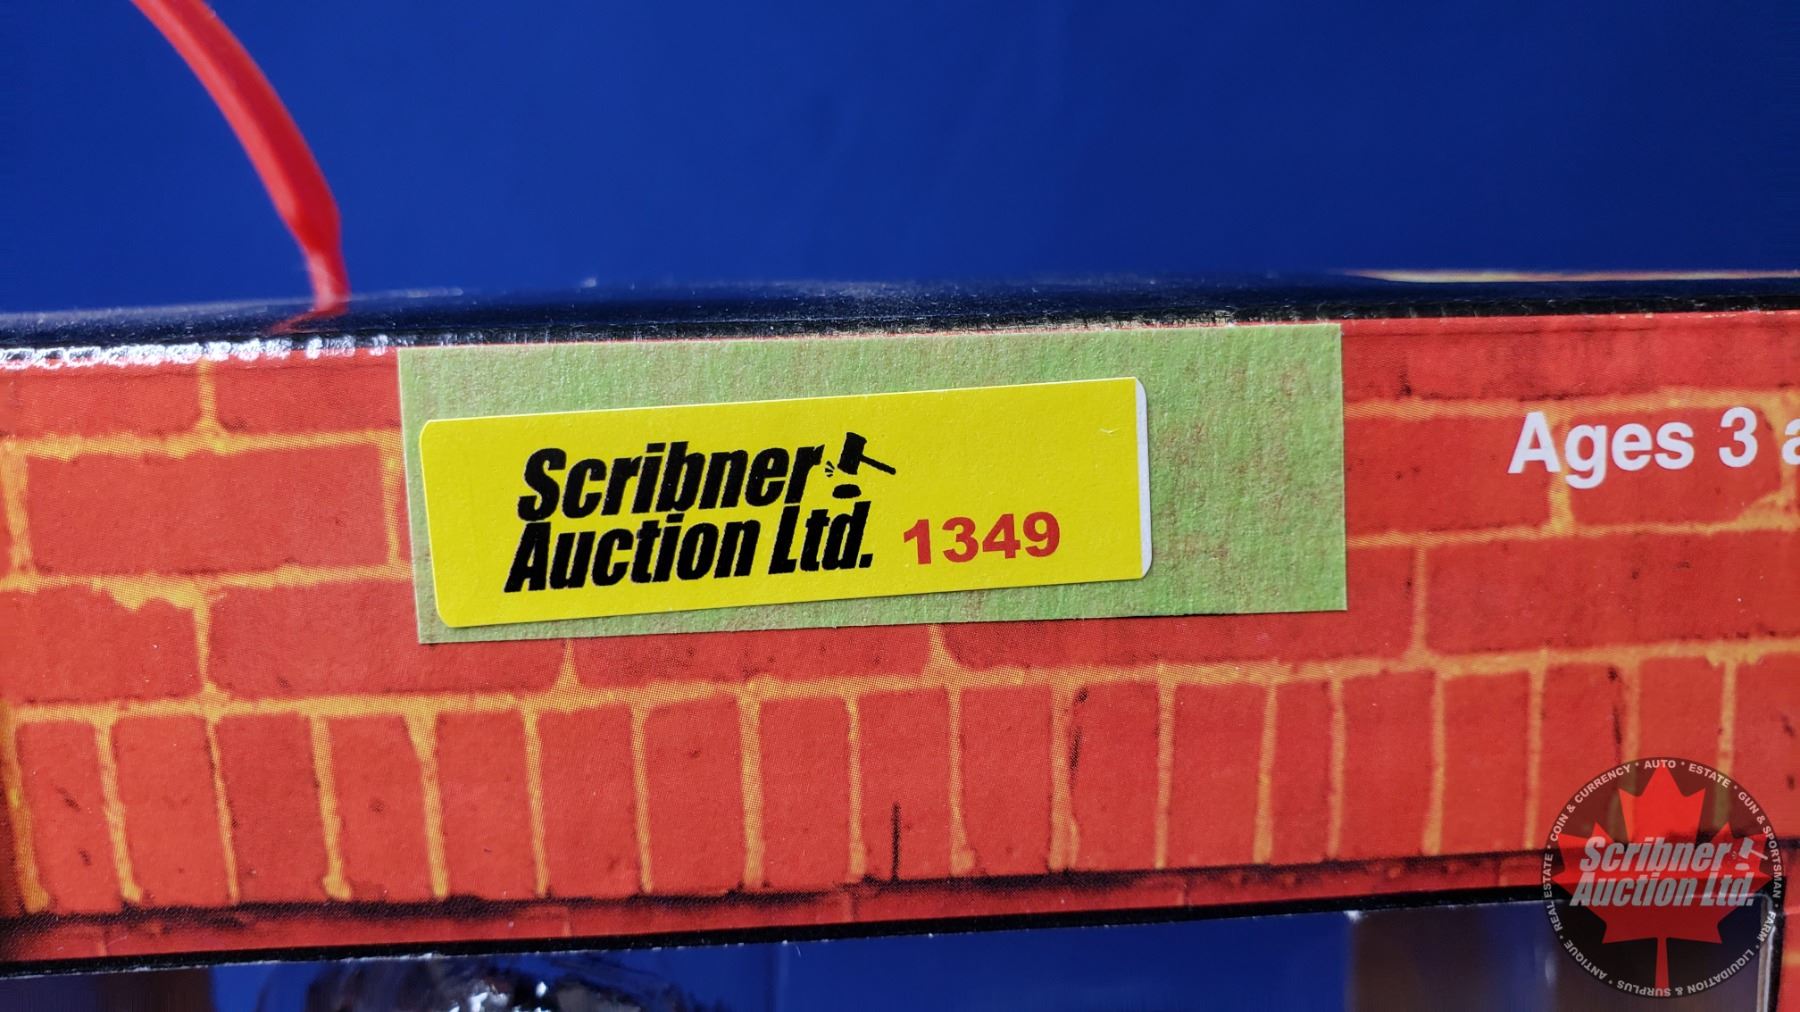 Scribner
Auction Ltd. 1349
Ages 3 a
COIN & CURRENCY * AUTO * ESTATE * GUN & SPORTSMAN * FARM * LIQUIDATION & SURPLUS * ANTIQUE * REAL ESTATE *
Scribner
Auction Ltd.